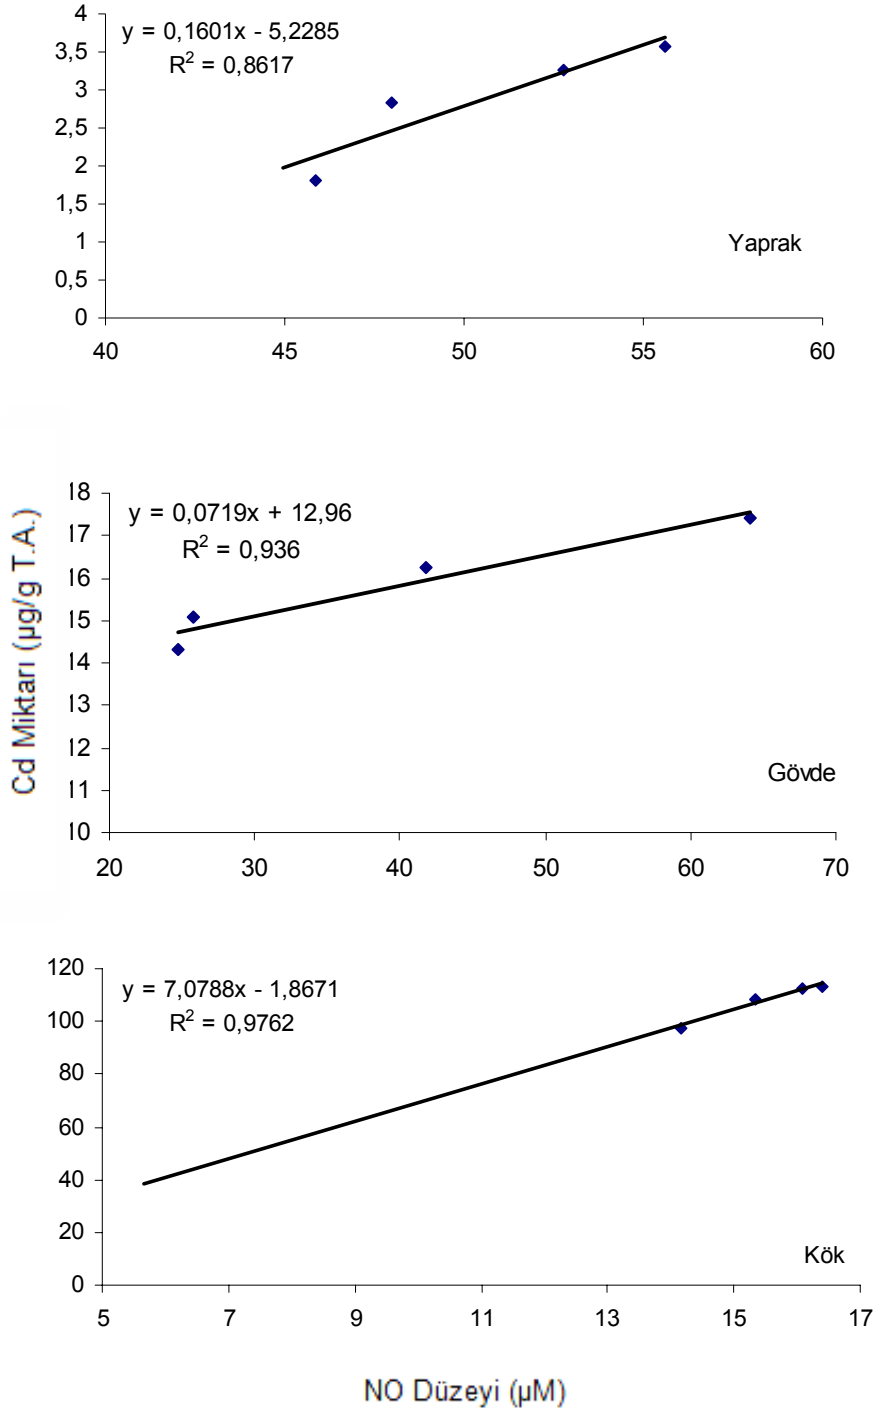 y = 0,1601x - 5,2285
R² = 0,8617
4
3,5
3
2,5
2
1,5
1
0,5
0
Yaprak
40 45 50 55 60
Cd Miktarı (µg/g T.A.)
y = 0,0719x + 12,96
R² = 0,936
18
17
16
15
14
13
12
11
10
Gövde
20 30 40 50 60 70
y = 7,0788x - 1,8671
R² = 0,9762
120
100
80
60
40
20
0
Kök
5 7 9 11 13 15 17
NO Düzeyi (µM)